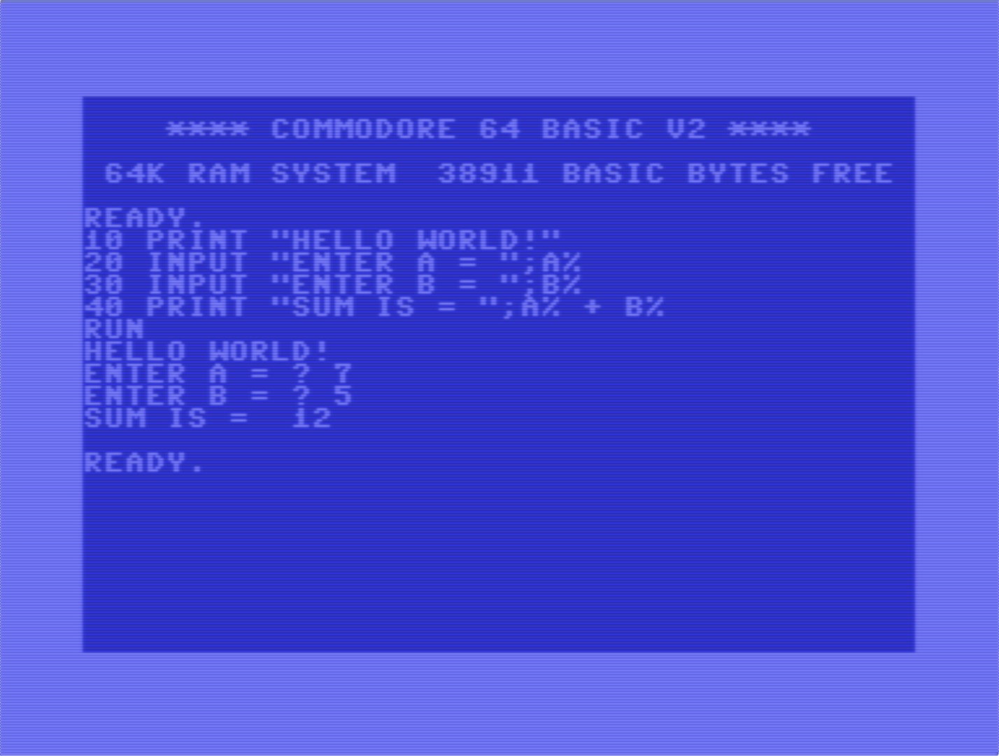 **** COMMODORE 64 BASIC V2 ****
64K RAM SYSTEM  38911 BASIC BYTES FREE
READY.
10 PRINT "HELLO WORLD!"
20 INPUT "ENTER A = ";A%
30 INPUT "ENTER B = ";B%
40 PRINT "SUM IS = ";A% + B%
RUN
HELLO WORLD!
ENTER A = ? 7
ENTER B = ? 5
SUM IS =  12
READY.